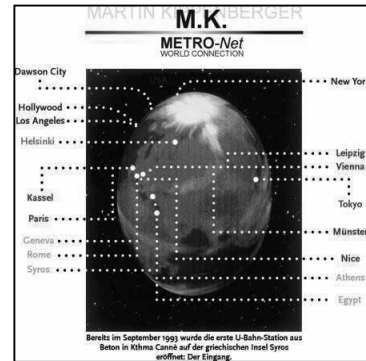 MARTIN KIPPENBERGER
M.K.
METRO-Net
WORLD CONNECTION
Dawson City
New Yor
Hollywood
Los Angeles
Helsinki
Leipzig
Vienna
Kassel
Tokyo
Paris
Münster
Geneva
Rome
Nice
Syros
Athens
Egypt
Bereits im September 1993 wurde die erste U-Bahn-Station aus
Beton in Kthma Canné auf der griechischen Insel Syros
eröffnet: Der Eingang.